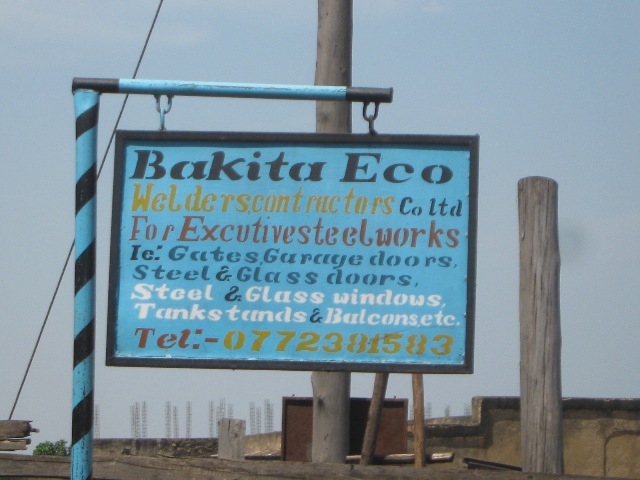 Bakita Eco
Welders,contractors Co ltd
For Excutivesteelworks
Ie:' Gates,Garage doors,
Steel & Glass doors,
Steel & Glass windows,
Tankstands & Balcons,etc.
Tel:-0772381583